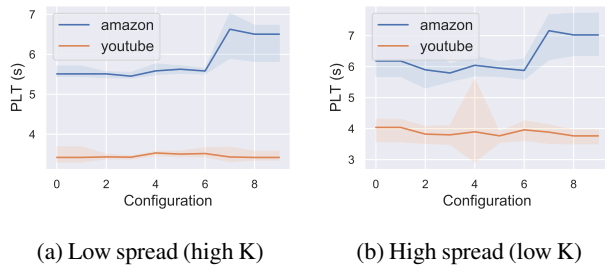 7
6
5
4
PLT (s)
amazon
youtube
0 2 4 6 8
Configuration
(a) Low spread (high K)
8
7
6
5
4
3
PLT (s)
amazon
youtube
0 2 4 6 8
Configuration
(b) High spread (low K)